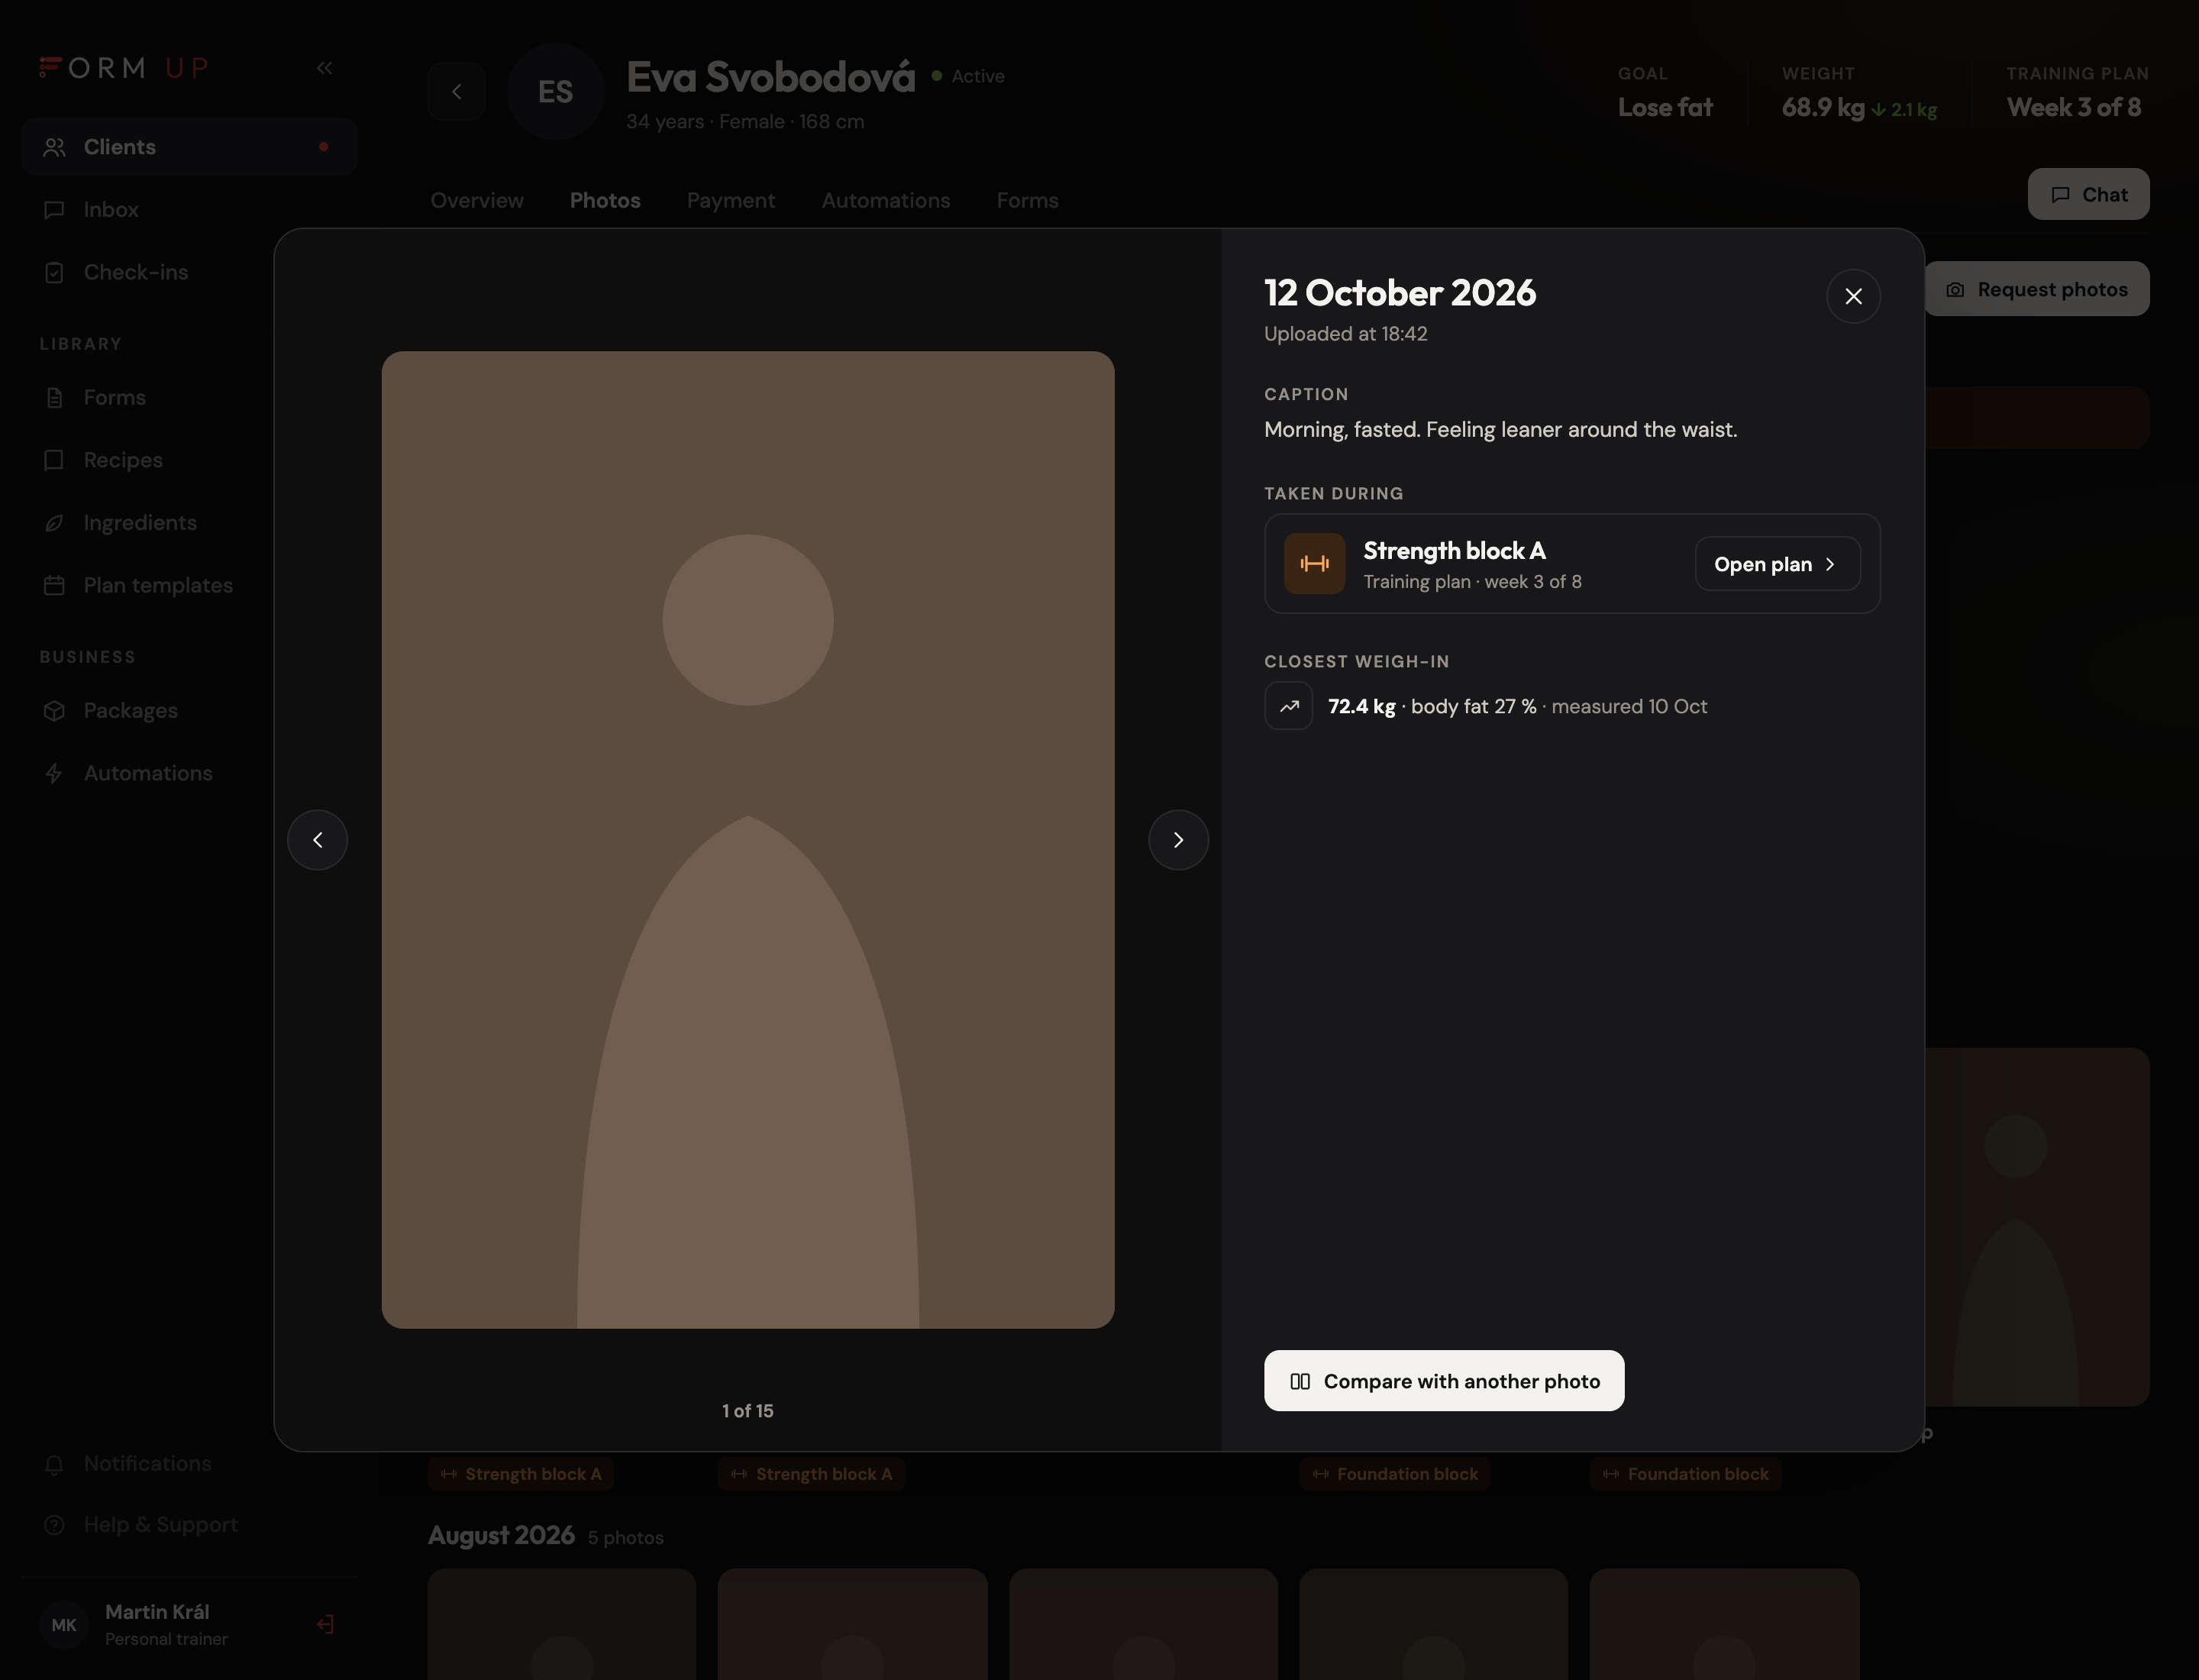 FORM UP
Clients
Inbox
Check-ins
LIBRARY
Forms
Recipes
Ingredients
Plan templates
BUSINESS
Packages
Automations
Notifications
Help & Support
MK
Martin Král
Personal trainer
ES
Eva Svobodová
Active
34 years · Female · 168 cm
GOAL
Lose fat
WEIGHT
68.9 kg ↓ 2.1 kg
TRAINING PLAN
Week 3 of 8
Overview
Photos
Payment
Automations
Forms
Chat
Request photos
1 of 15
12 October 2026
Uploaded at 18:42
CAPTION
Morning, fasted. Feeling leaner around the waist.
TAKEN DURING
Strength block A
Training plan · week 3 of 8
Open plan
CLOSEST WEIGH-IN
72.4 kg · body fat 27 % · measured 10 Oct
Compare with another photo
Strength block A
Strength block A
Foundation block
Foundation block
August 2026 5 photos